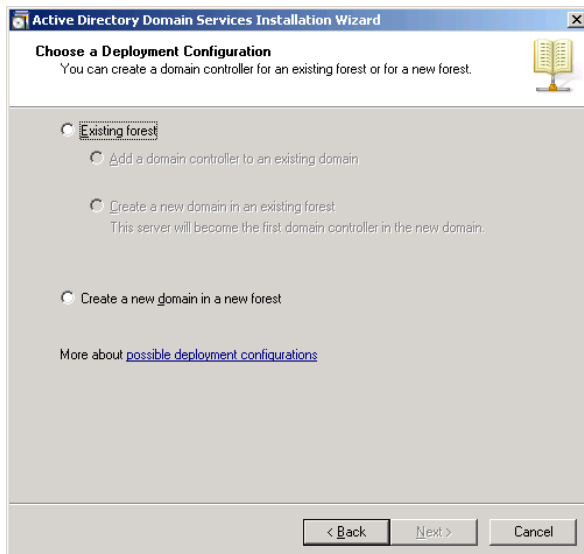 Active Directory Domain Services Installation Wizard
Choose a Deployment Configuration
You can create a domain controller for an existing forest or for a new forest.
Existing forest
Add a domain controller to an existing domain
Create a new domain in an existing forest
This server will become the first domain controller in the new domain.
Create a new domain in a new forest
More about possible deployment configurations
< Back Next > Cancel